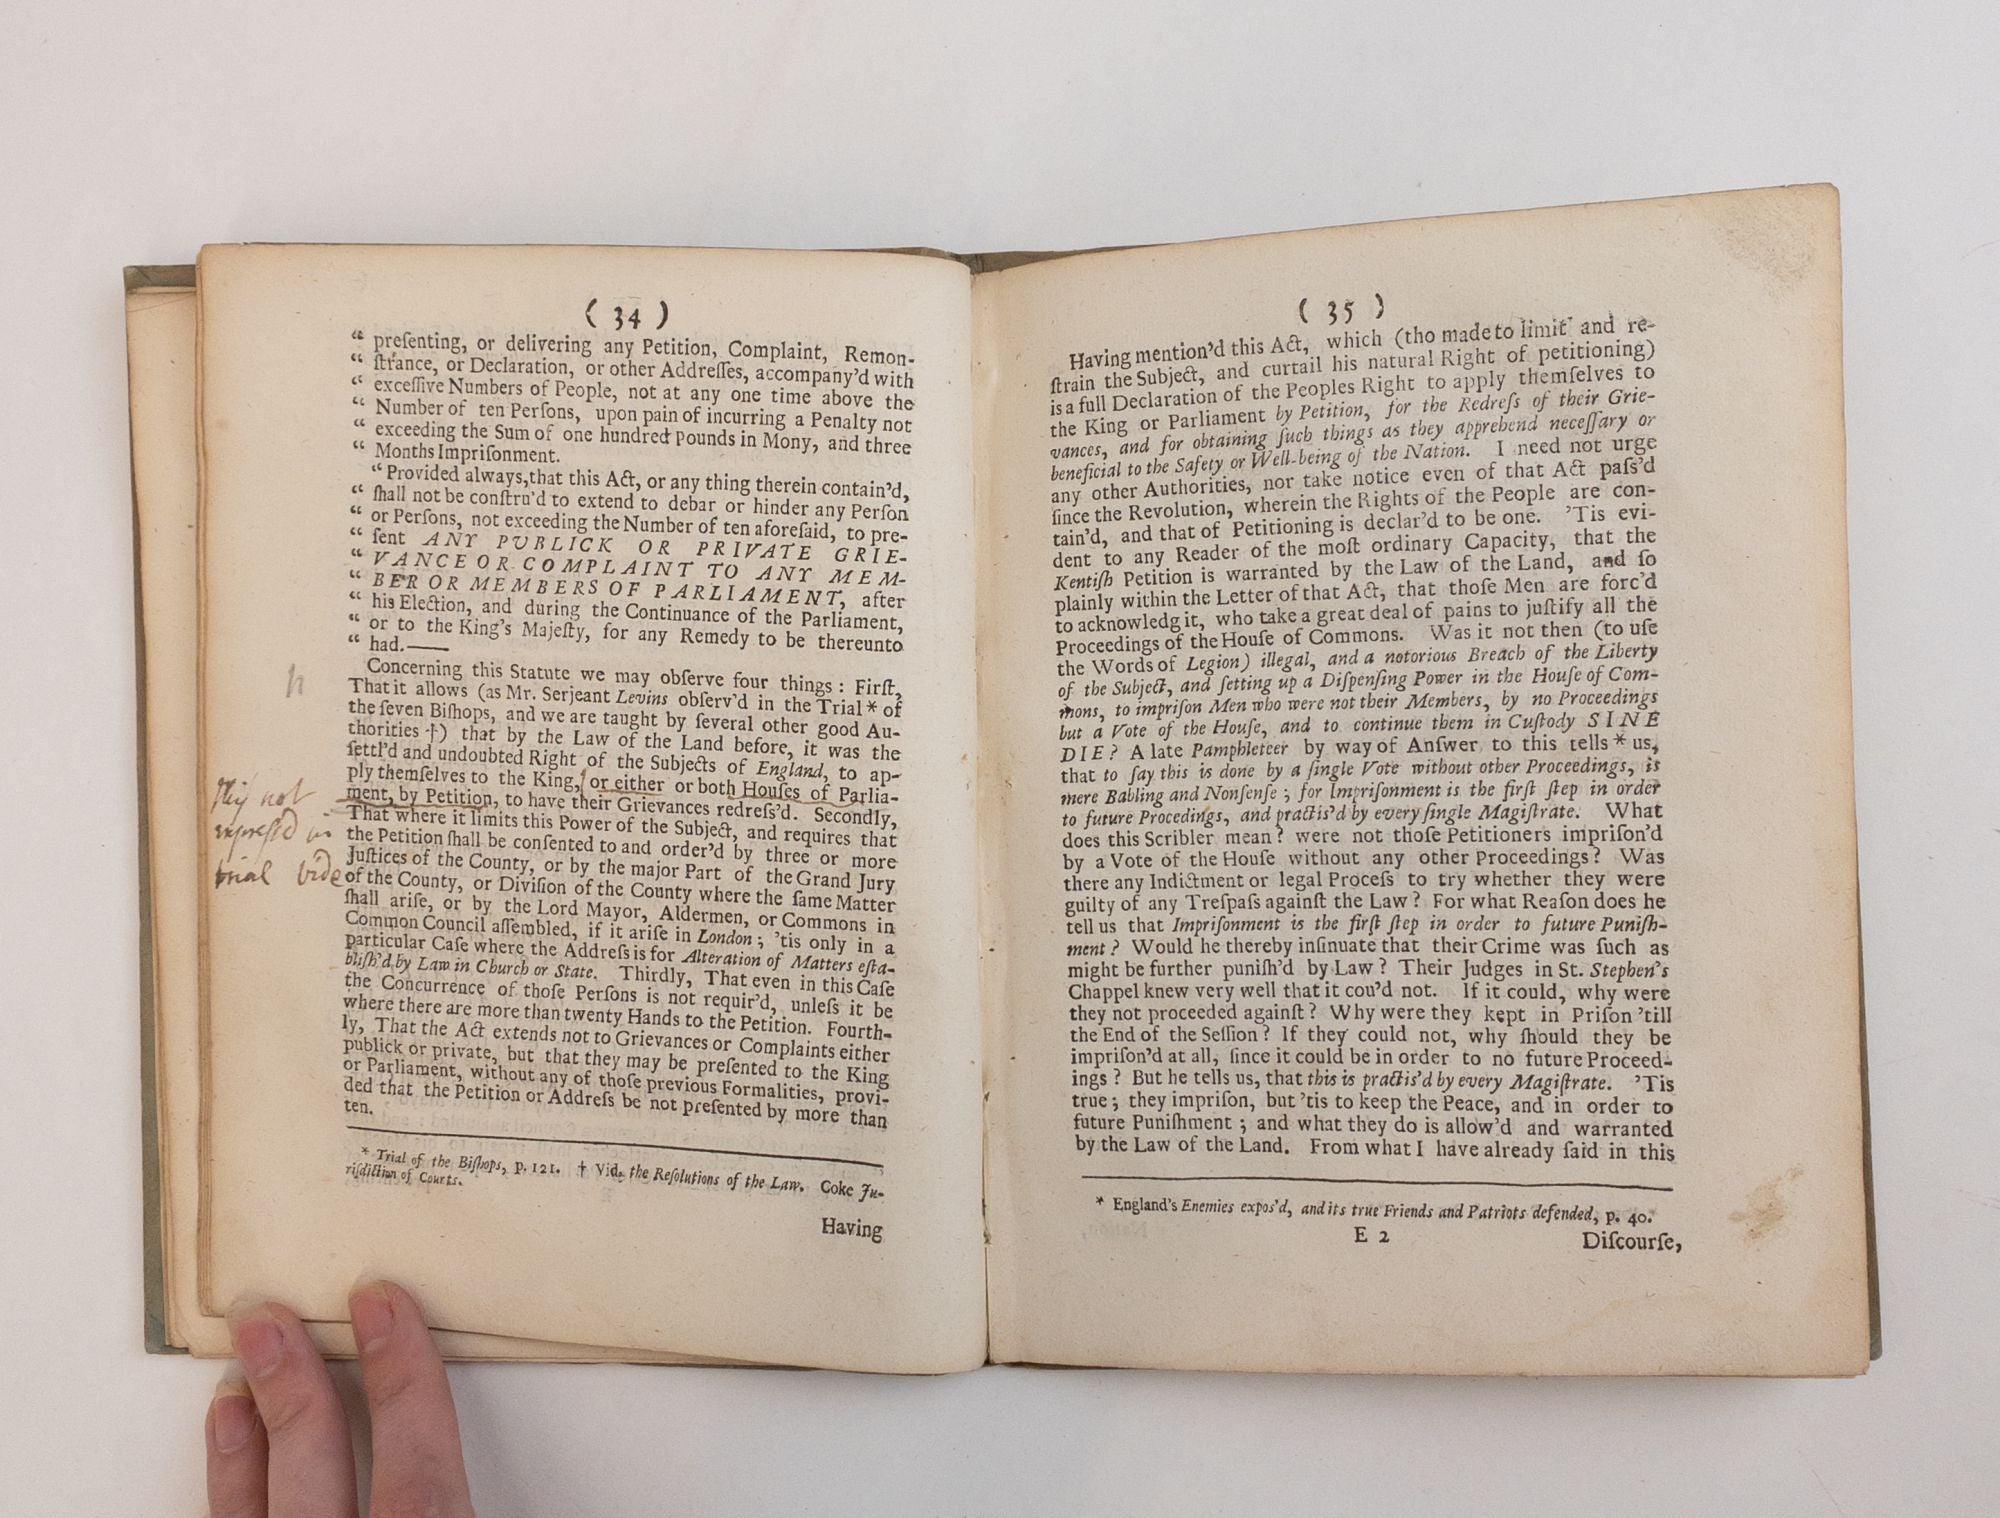 ( 34 )
“ preſenting, or delivering any Petition, Complaint, Remon-
“ ſtrance, or Declaration, or other Addreſſes, accompany'd with
“ exceſſive Numbers of People, not at any one time above the
“ Number of ten Perſons, upon pain of incurring a Penalty not
“ exceeding the Sum of one hundred pounds in Mony, and three
“ Months Impriſonment.
“ Provided always,that this Act, or any thing therein contain'd,
“ ſhall not be conſtru'd to extend to debar or hinder any Perſon
“ or Perſons, not exceeding the Number of ten aforeſaid, to pre-
“ ſent ANY PUBLICK OR PRIVATE GRIE-
“ VANCE OR COMPLAINT TO ANY MEM-
“ BER OR MEMBERS OF PARLIAMENT, after
“ his Election, and during the Continuance of the Parliament,
“ or to the King's Majeſty, for any Remedy to be thereunto
“ had.——
Concerning this Statute we may obſerve four things : Firſt,
That it allows (as Mr. Serjeant Levins obſerv'd in the Trial * of
the ſeven Biſhops, and we are taught by ſeveral other good Au-
thorities †) that by the Law of the Land before, it was the
ſettl'd and undoubted Right of the Subjects of England, to ap-
ply themſelves to the King, or either or both Houſes of Parlia-
ment, by Petition, to have their Grievances redreſs'd. Secondly,
That where it limits this Power of the Subject, and requires that
the Petition ſhall be conſented to and order'd by three or more
Juſtices of the County, or by the major Part of the Grand Jury
of the County, or Diviſion of the County where the ſame Matter
ſhall ariſe, or by the Lord Mayor, Aldermen, or Commons in
Common Council aſſembled, if it ariſe in London ; 'tis only in a
particular Caſe where the Addreſs is for Alteration of Matters eſta-
bliſh'd by Law in Church or State. Thirdly, That even in this Caſe
the Concurrence of thoſe Perſons is not requir'd, unleſs it be
where there are more than twenty Hands to the Petition. Fourth-
ly, That the Act extends not to Grievances or Complaints either
publick or private, but that they may be preſented to the King
or Parliament, without any of thoſe previous Formalities, provi-
ded that the Petition or Addreſs be not preſented by more than
ten.
* Trial of the Biſhops, p. 121. † Vid. the Reſolutions of the Law. Coke Ju-
riſdiction of Courts.
Having
h
not
in
trial vide
( 35 )
Having mention'd this Act, which (tho made to limit and re-
ſtrain the Subject, and curtail his natural Right of petitioning)
is a full Declaration of the Peoples Right to apply themſelves to
the King or Parliament by Petition, for the Redreſs of their Grie-
vances, and for obtaining ſuch things as they apprehend neceſſary or
beneficial to the Safety or Well-being of the Nation. I need not urge
any other Authorities, nor take notice even of that Act paſs'd
ſince the Revolution, wherein the Rights of the People are con-
tain'd, and that of Petitioning is declar'd to be one. 'Tis evi-
dent to any Reader of the moſt ordinary Capacity, that the
Kentiſh Petition is warranted by the Law of the Land, and ſo
plainly within the Letter of that Act, that thoſe Men are forc'd
to acknowledg it, who take a great deal of pains to juſtify all the
Proceedings of the Houſe of Commons. Was it not then (to uſe
the Words of Legion) illegal, and a notorious Breach of the Liberty
of the Subject, and ſetting up a Diſpenſing Power in the Houſe of Com-
mons, to impriſon Men who were not their Members, by no Proceedings
but a Vote of the Houſe, and to continue them in Cuſtody SINE
DIE? A late Pamphleteer by way of Anſwer to this tells * us,
that to ſay this is done by a ſingle Vote without other Proceedings, is
mere Babling and Nonſenſe ; for Impriſonment is the firſt ſtep in order
to future Procedings, and practis'd by every ſingle Magiſtrate. What
does this Scribler mean? were not thoſe Petitioners impriſon'd
by a Vote of the Houſe without any other Proceedings? Was
there any Indictment or legal Proceſs to try whether they were
guilty of any Treſpaſs againſt the Law? For what Reaſon does he
tell us that Impriſonment is the firſt ſtep in order to future Puniſh-
ment? Would he thereby inſinuate that their Crime was ſuch as
might be further puniſh'd by Law? Their Judges in St. Stephen's
Chappel knew very well that it cou'd not. If it could, why were
they not proceeded againſt? Why were they kept in Priſon 'till
the End of the Seſſion? If they could not, why ſhould they be
impriſon'd at all, ſince it could be in order to no future Proceed-
ings? But he tells us, that this is practis'd by every Magiſtrate. 'Tis
true; they impriſon, but 'tis to keep the Peace, and in order to
future Puniſhment ; and what they do is allow'd and warranted
by the Law of the Land. From what I have already ſaid in this
* England's Enemies expos'd, and its true Friends and Patriots defended, p. 40.
E 2
Diſcourſe,